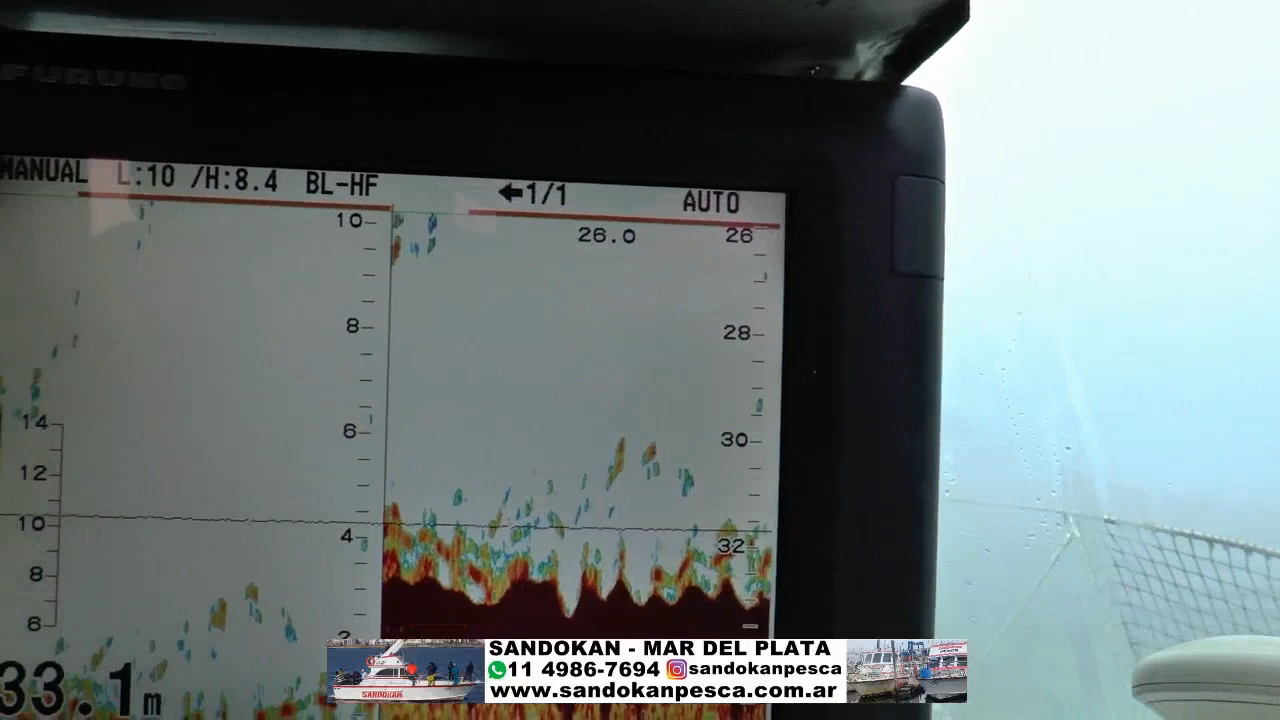 FURUNO
MANUAL L:10 /H:8.4 BL-HF
←1/1 AUTO
26.0 26
10
8
6
4
2
28
30
32
14
12
10
8
6
33.1m
SANDOKAN - MAR DEL PLATA
11 4986-7694 sandokanpesca
www.sandokanpesca.com.ar
SANDOKAN